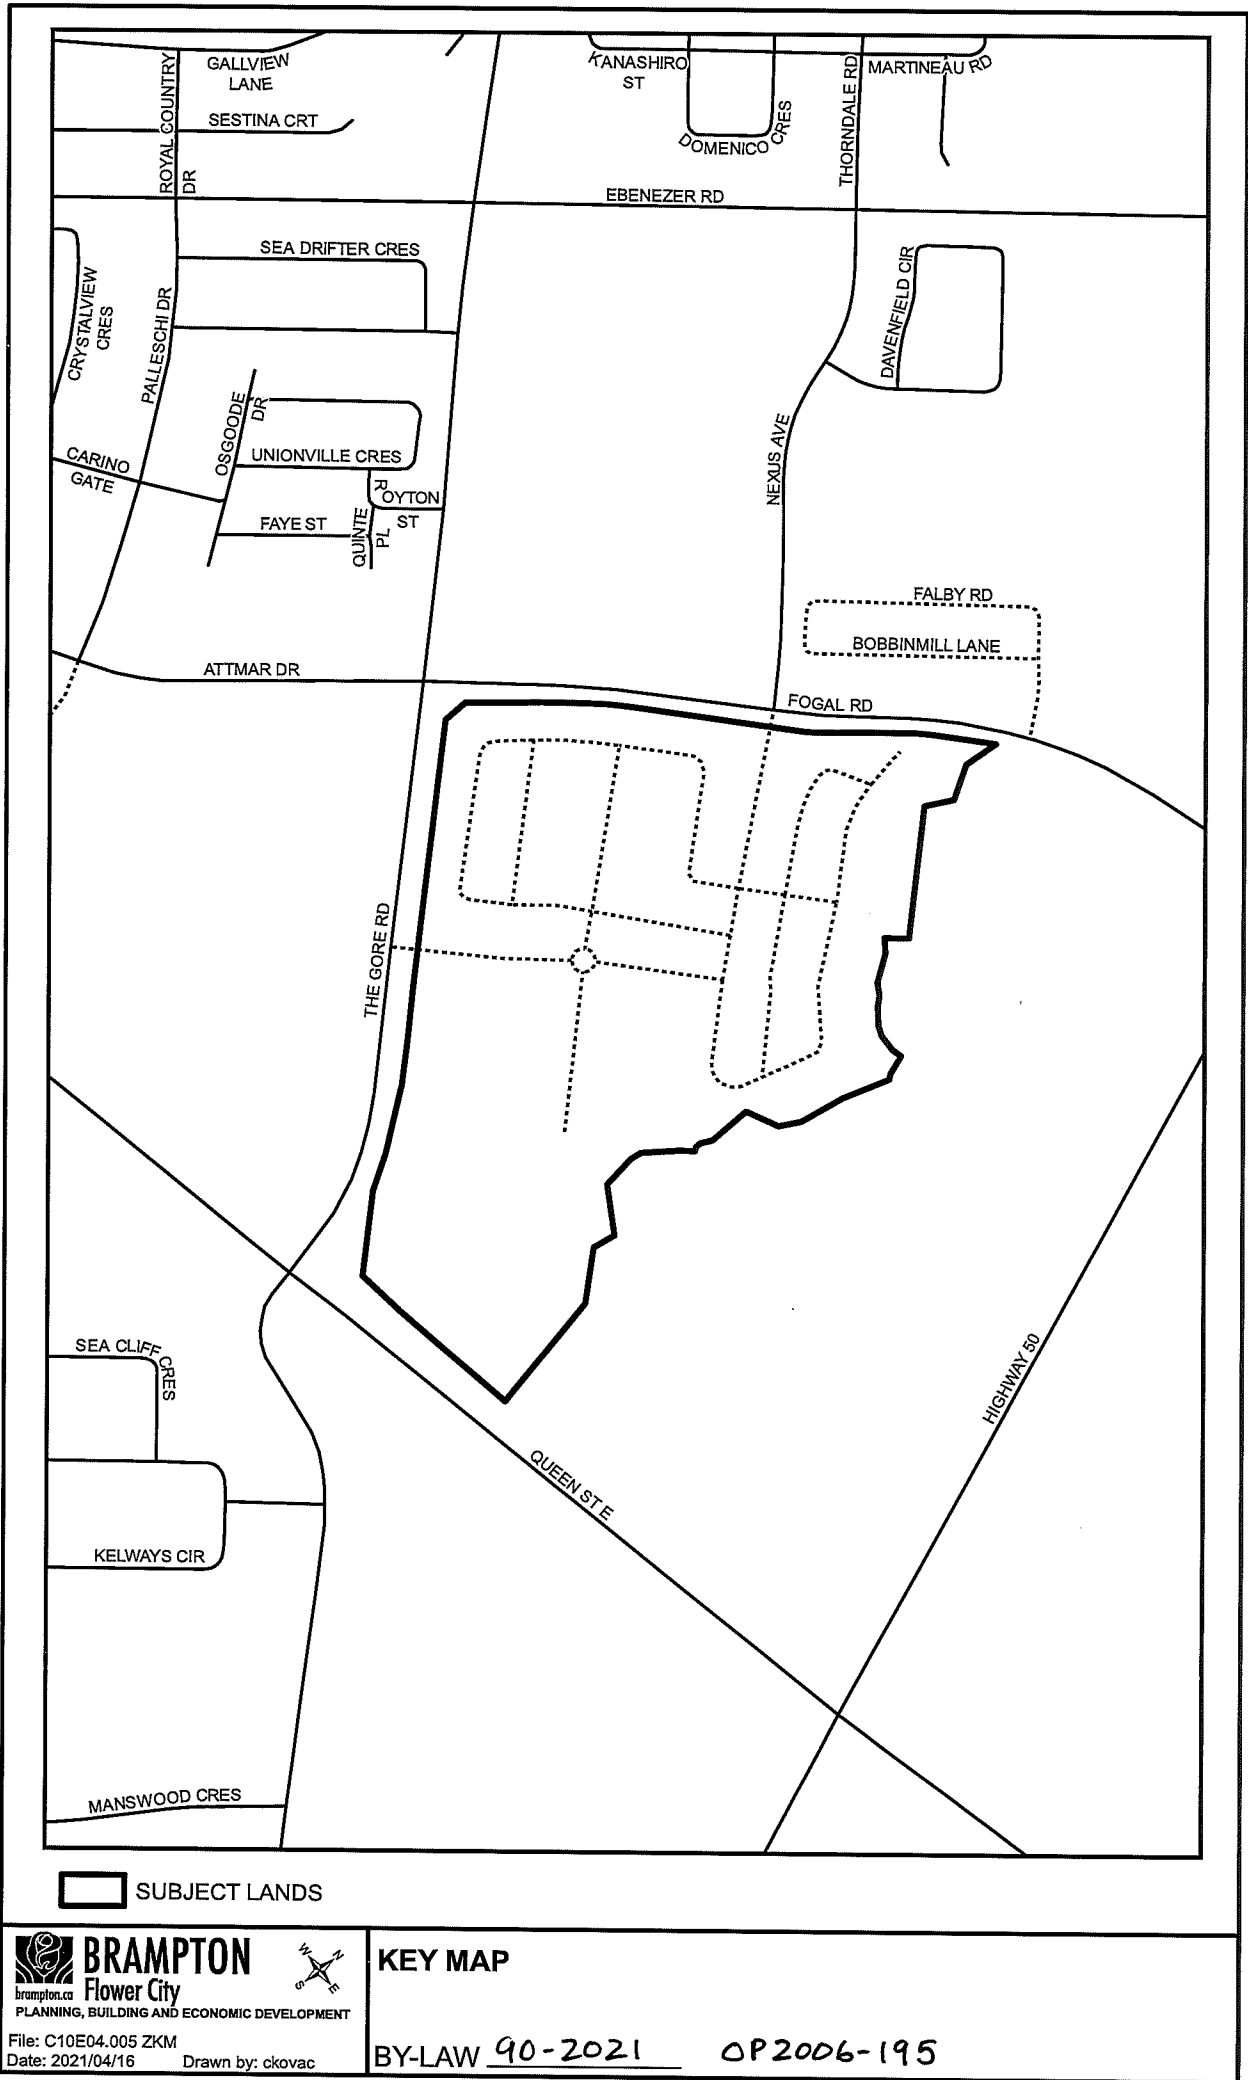 GALLVIEW
LANE
KANASHIRO
ST
MARTINEAU RD
ROYAL COUNTRY
DR
SESTINA CRT
DOMENICO CRES
THORNDALE RD
EBENEZER RD
SEA DRIFTER CRES
CRYSTALVIEW
CRES
PALLESCHI DR
DAVENFIELD CIR
OSGOODE
DR
NEXUS AVE
CARINO
GATE
UNIONVILLE CRES
ROYTON
ST
FAYE ST
QUINTE
PL
FALBY RD
BOBBINMILL LANE
ATTMAR DR
FOGAL RD
THE GORE RD
SEA CLIFF CRES
HIGHWAY 50
QUEEN ST E
KELWAYS CIR
MANSWOOD CRES
SUBJECT LANDS
BRAMPTON
brampton.ca Flower City
W N
S E
PLANNING, BUILDING AND ECONOMIC DEVELOPMENT
File: C10E04.005 ZKM
Date: 2021/04/16 Drawn by: ckovac
KEY MAP
BY-LAW 90-2021 OP2006-195